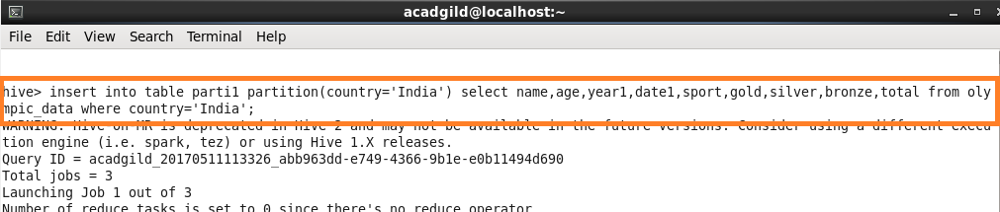 acadgild@localhost:~
File Edit View Search Terminal Help
hive> insert into table parti1 partition(country='India') select name,age,year1,date1,sport,gold,silver,bronze,total from oly
mpic_data where country='India';
WARNING: Hive-on-MR is deprecated in Hive 2 and may not be available in the future versions. Consider using a different execu
tion engine (i.e. spark, tez) or using Hive 1.X releases.
Query ID = acadgild_20170511113326_abb963dd-e749-4366-9b1e-e0b11494d690
Total jobs = 3
Launching Job 1 out of 3
Number of reduce tasks is set to 0 since there's no reduce operator